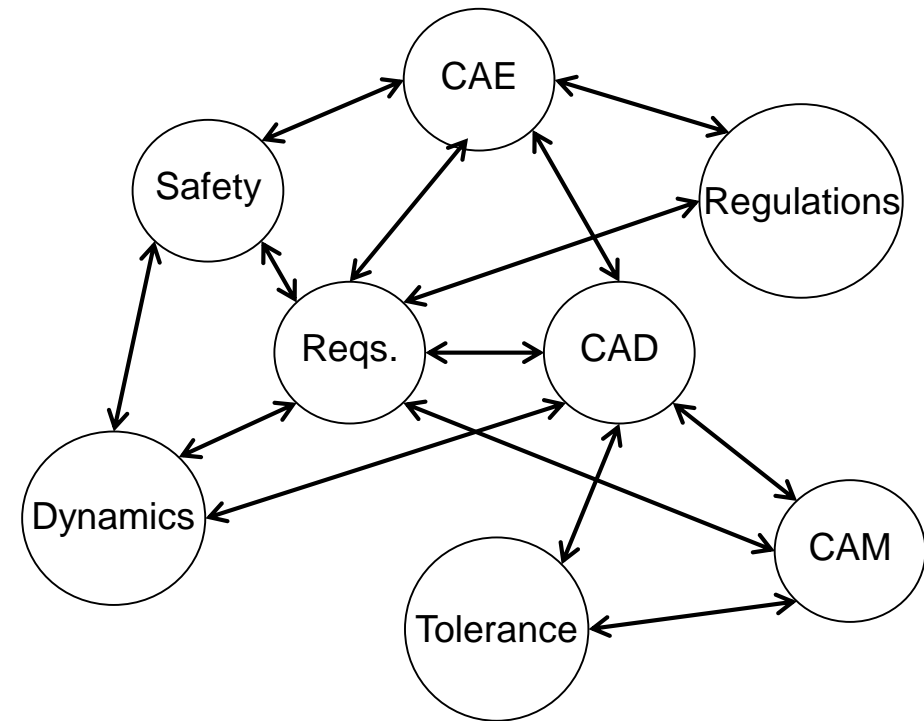 CAE
Safety
Regulations
Reqs.
CAD
Dynamics
CAM
Tolerance